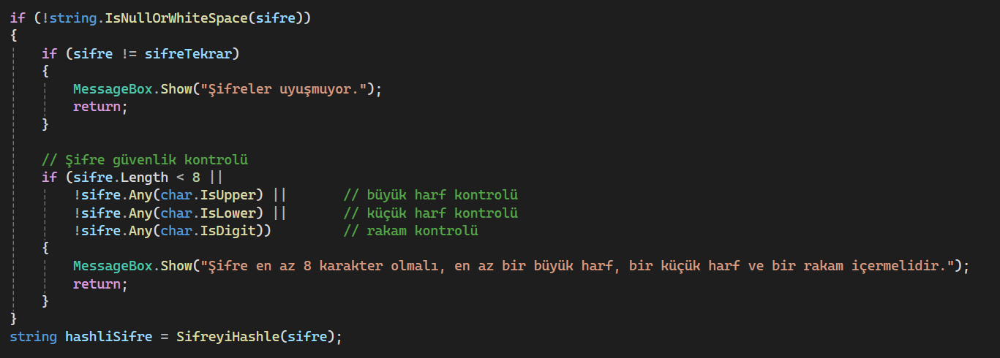 if (!string.IsNullOrWhiteSpace(sifre))
{
    if (sifre != sifreTekrar)
    {
        MessageBox.Show("Şifreler uyuşmuyor.");
        return;
    }

    // Şifre güvenlik kontrolü
    if (sifre.Length < 8 ||
        !sifre.Any(char.IsUpper) ||       // büyük harf kontrolü
        !sifre.Any(char.IsLower) ||       // küçük harf kontrolü
        !sifre.Any(char.IsDigit))         // rakam kontrolü
    {
        MessageBox.Show("Şifre en az 8 karakter olmalı, en az bir büyük harf, bir küçük harf ve bir rakam içermelidir.");
        return;
    }
}
string hashliSifre = SifreyiHashle(sifre);